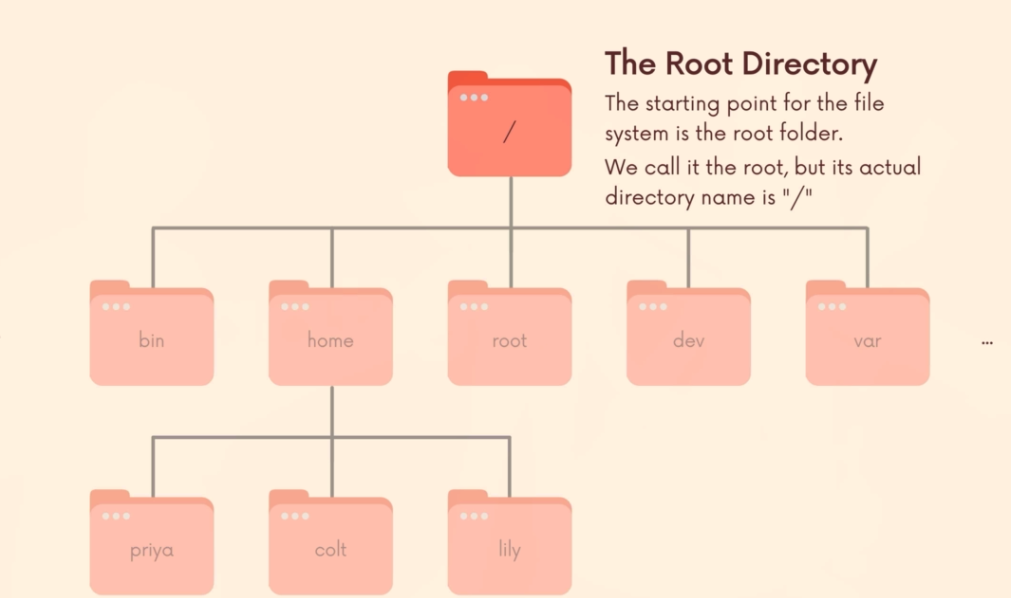 The Root Directory
The starting point for the file
system is the root folder.
We call it the root, but its actual
directory name is "/"
/
bin
home
root
dev
var
...
priya
colt
lily